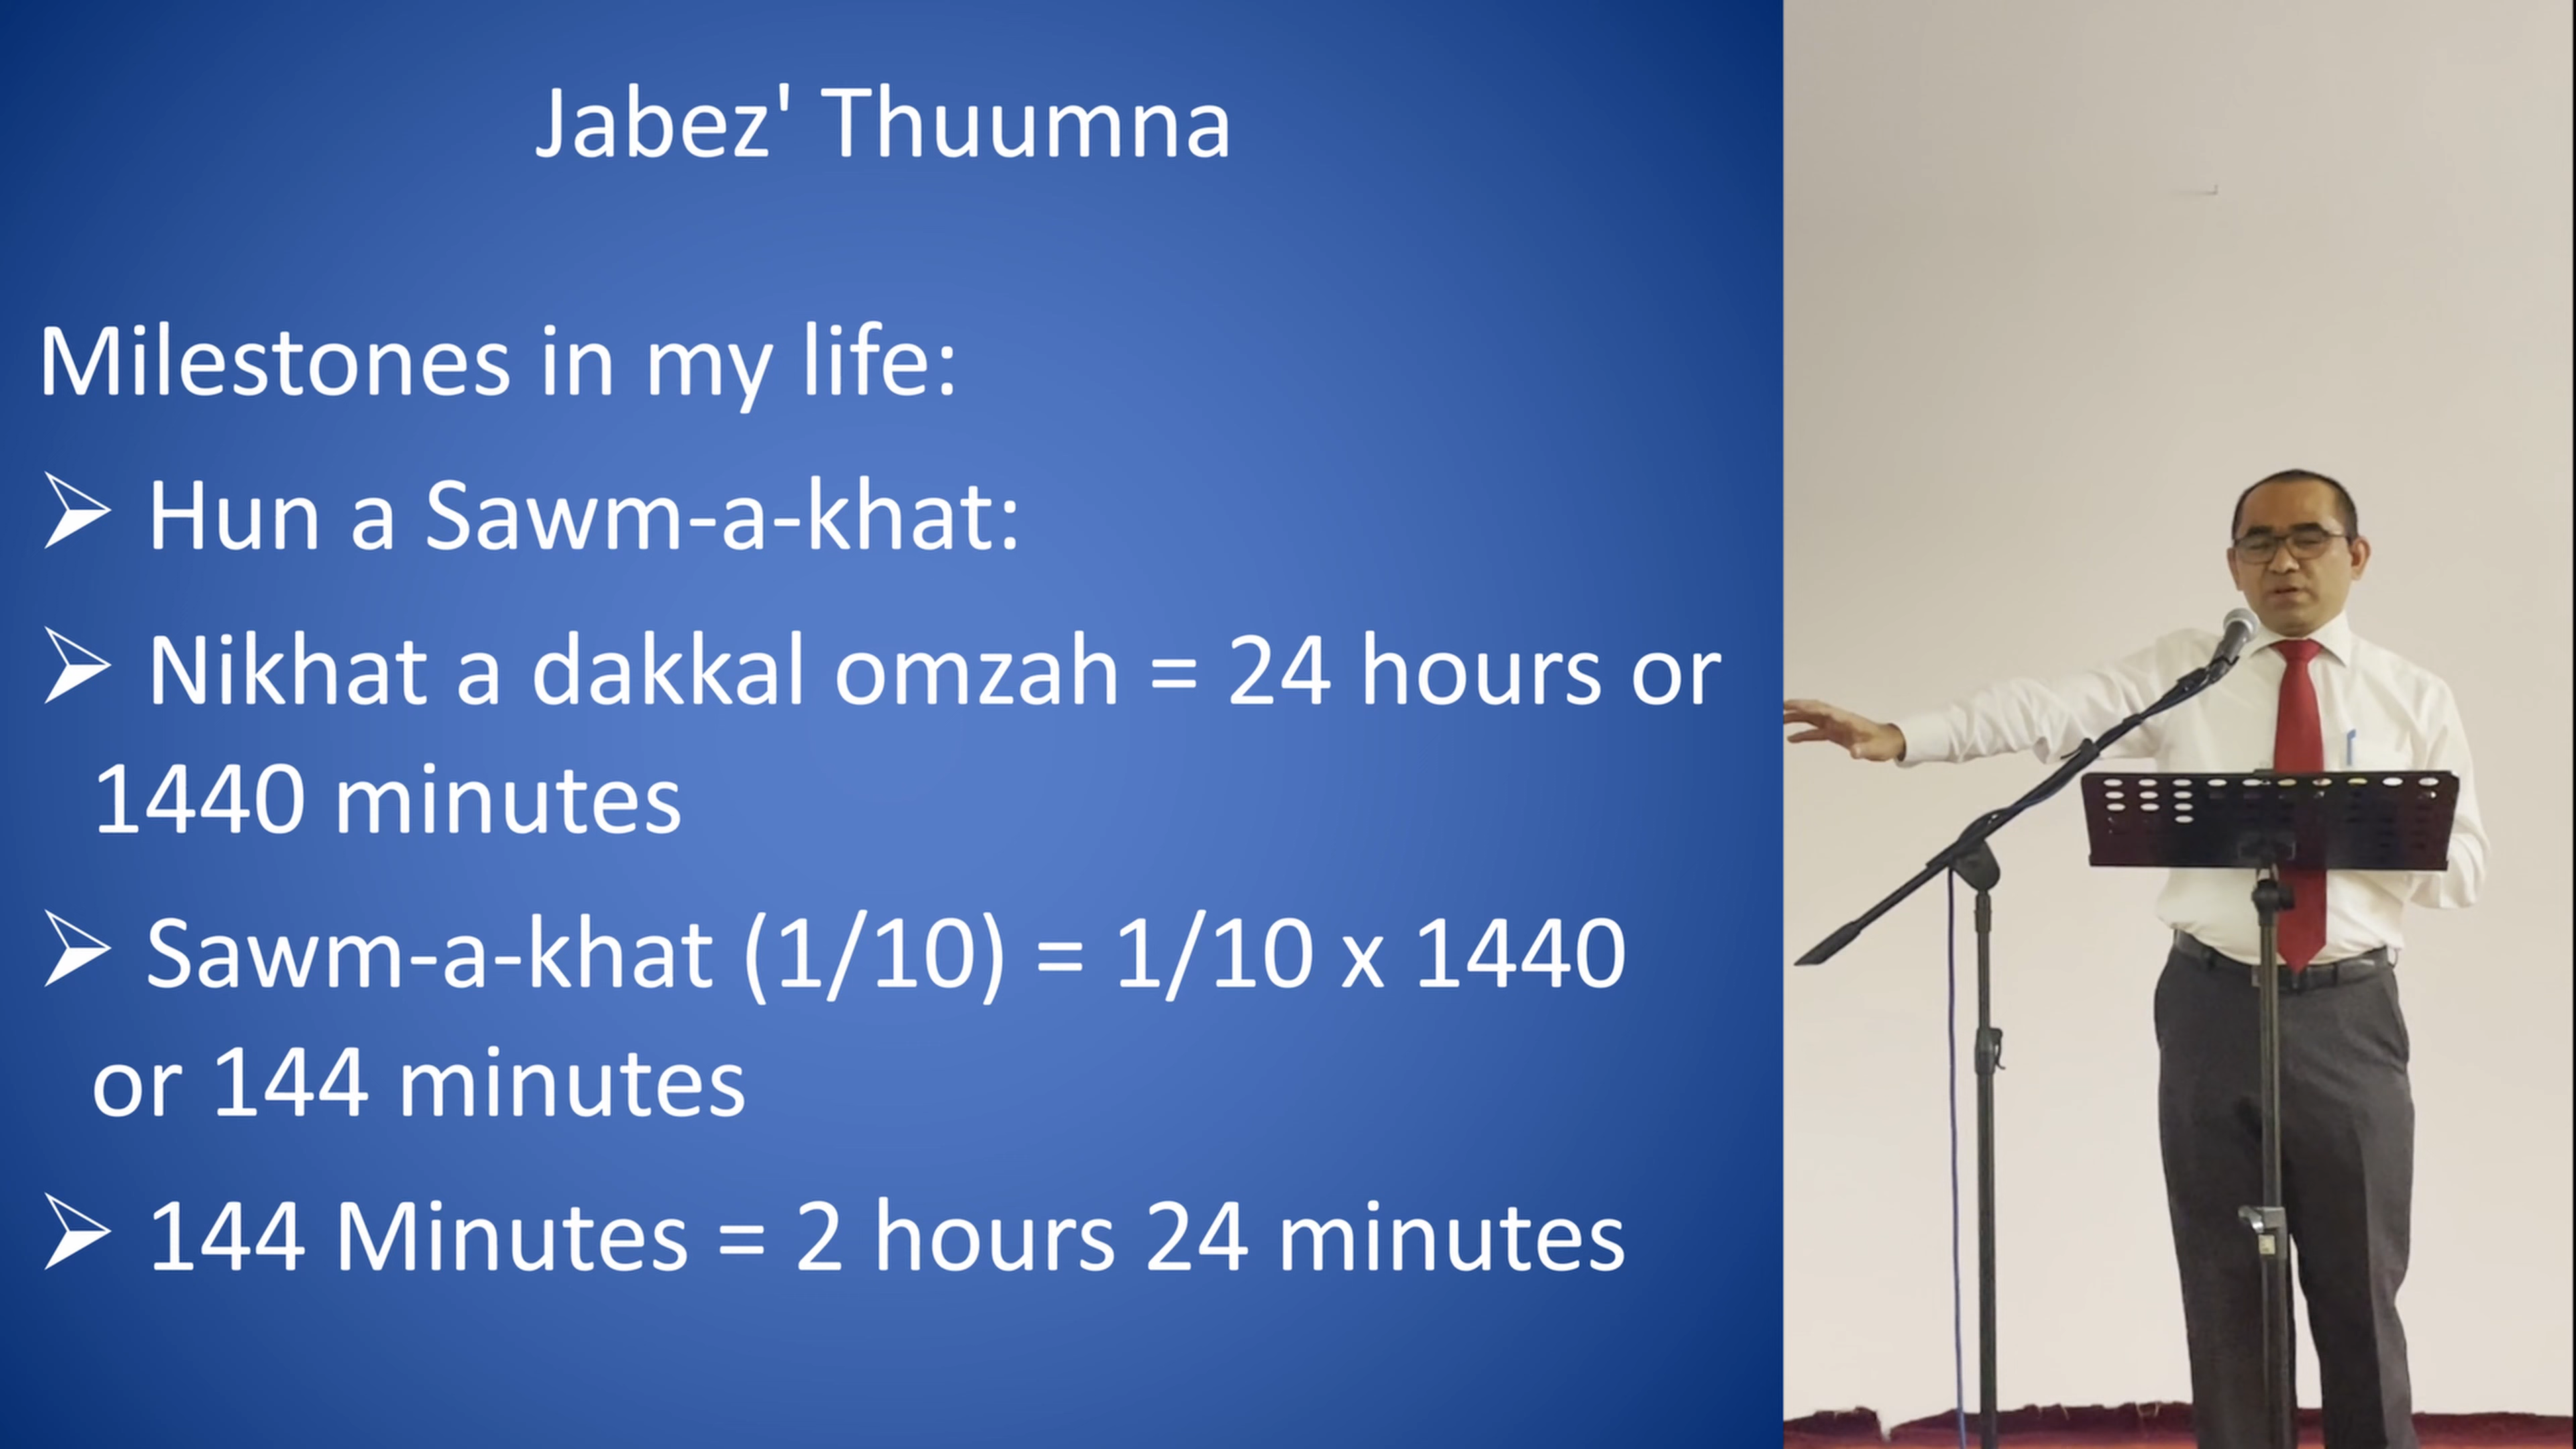 Jabez' Thuumna
Milestones in my life:
➢ Hun a Sawm-a-khat:
➢ Nikhat a dakkal omzah = 24 hours or
1440 minutes
➢ Sawm-a-khat (1/10) = 1/10 x 1440
or 144 minutes
➢ 144 Minutes = 2 hours 24 minutes